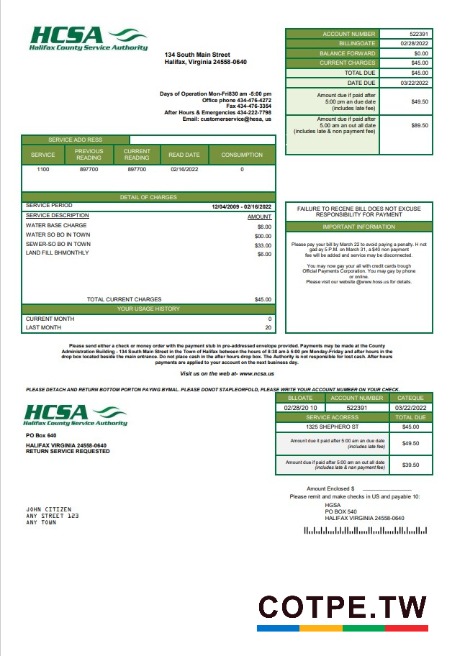 HCSA
Halifax County Service Authority
134 South Main Street
Halifax, Virginia 24558-0640
ACCOUNT NUMBER 522391
BILLINGDATE 02/28/2022
BALANCE FORWARD $0.00
CURRENT CHARGES $45.00
TOTAL DUE $45.00
DATE DUE 03/22/2022
Amount due if paid after
5:00 pm an due date
(includes late fee)
$49.50
Amount due if paid after
5.00 am an out all date
(includes late & non payment fee)
$89.50
Days of Operation Mon-Fri830 am -5:00 pm
Office phone 434-476-4272
Fax 434-476-3384
After Hours & Emergencies 434-222-7798
Email: customerservice@hcsa, us
SERVICE ADD RESS
SERVICE PREVIOUS READING CURRENT READING READ DATE CONSUMPTION
1100 897700 897700 02/16/2022 0
DETAIL OF CHARGES
SERVICE PERIOD 12/04/2009 - 02/16/2022
SERVICE DESCRIPTION AMOUNT
WATER BASE CHARGE $6.00
WATER SO BO IN TOWN $00.00
SEWER-SO BO IN TOWN $33.00
LAND FILL BHMONTHLY $6.00
TOTAL CURRENT CHARGES $45.00
YOUR USAGE HISTORY
CURRENT MONTH 0
LAST MONTH 20
FAILURE TO RECENE BILL DOES NOT EXCUSE
RESPONSIBILITY FOR PAYMENT
IMPORTANT INFORMATION
Please pay your bill by March 22 to avoid paying a penalty. H not
gad by 5 P.M. on March 31, a $49 non payment
fee will be added and service may be disconnected.
You may now pay your all with credit cards trough
Official Payments Corporation. You may gay by phone
or online.
Please visit our website @www.hcsa.us for details.
Please send either a check or money order with the payment stub in pre-addressed envelope provided. Payments may be made at the County
Administration Building - 134 South Main Street in the Town of Halifax between the hours of 8:30 am à 5:00 pm Monday-Friday and after hours in the
drop box located beside the main entrance. Do not place cash in the after hours drop box. The Authority is not responsible for lost cash. After hours
payments are applied to your account on the next business day.
Visit us on the web at- www.hcsa.us
PLEASE DETACH AND RETURN BOTTOM PORTON PAYING BYMAL. PLEASE DONDT STAPLEORFOLD, PLEASE WRITE YOUR ACCOUNT NUMBER ON YOUR CHECK.
HCSA
Halifax County Service Authority
PO Box 540
HALIFAX VIRGINIA 24558-0640
RETURN SERVICE REQUESTED
BLLOATE ACCOUNT NUMBER CATEQUE
02/28/20 10 522391 03/22/2022
SERVICE ACORESS TOTAL DUE
1325 SHEPHERO ST $45.00
Amount due if paid after 5:00 am an due date
(includes late fee)
$49.50
Amount due if paid after 5:00 am an out all date
(includes late & non payment fee)
$39.50
Amount Enclosed $
Please remit and make checks in US and payable 10:
HGSA
PO BOX 540
HALIFAX VIRGINIA 24558-0640
JOHN CITIZEN
ANY STREET 123
ANY TOWN
COTPE.TW